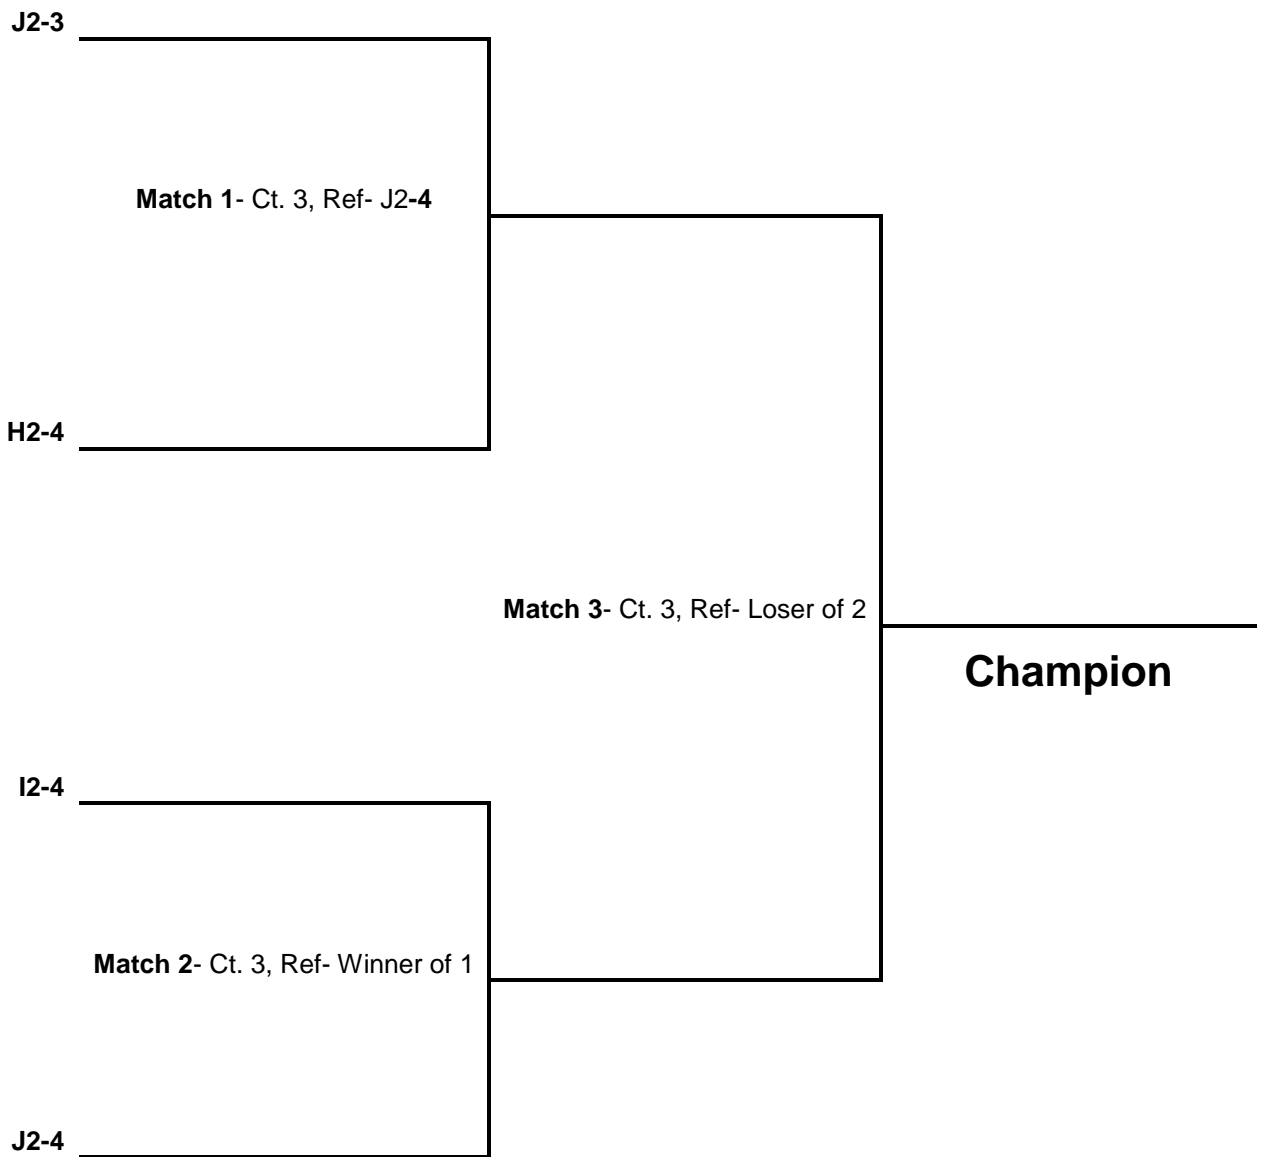 J2-3
Match 1- Ct. 3, Ref- J2-4
H2-4
Match 3- Ct. 3, Ref- Loser of 2
Champion
I2-4
Match 2- Ct. 3, Ref- Winner of 1
J2-4